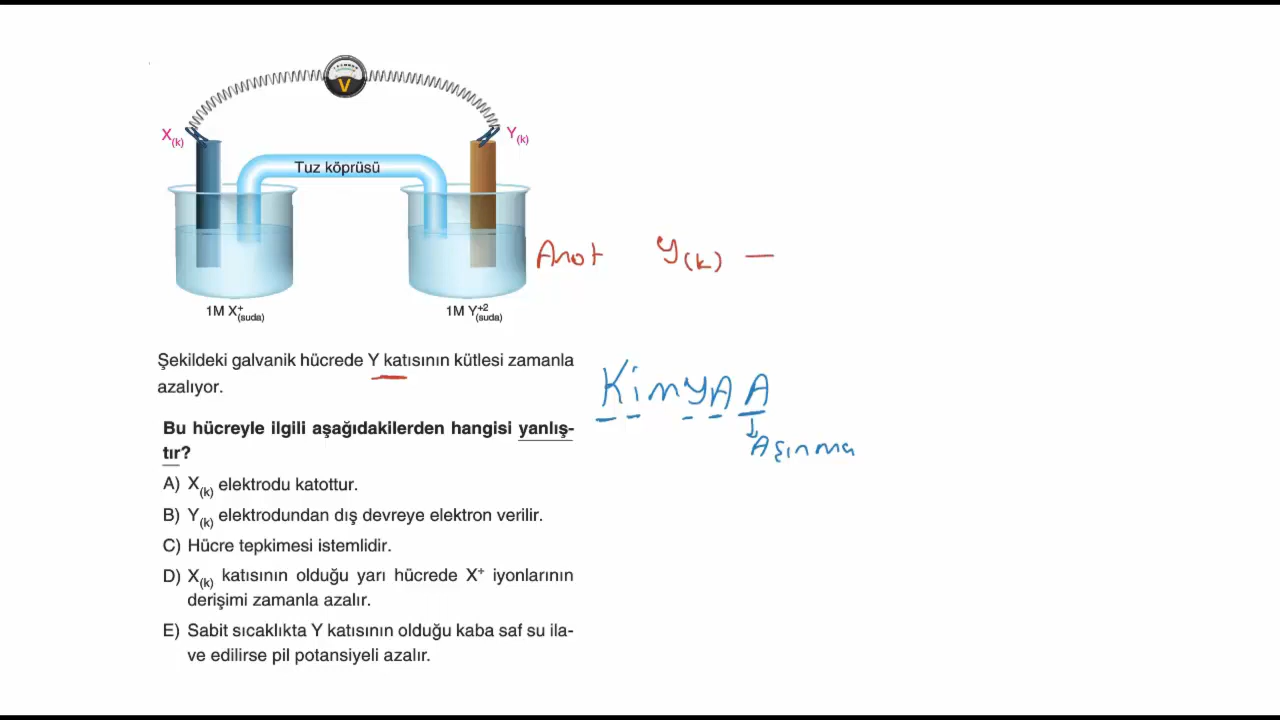 V
X(k)
Y(k)
Tuz köprüsü
Anot Y(k) —
1M X+(suda)
1M Y+2(suda)
Şekildeki galvanik hücrede Y katısının kütlesi zamanla
azalıyor.
KimyA A
Aşınma
Bu hücreyle ilgili aşağıdakilerden hangisi yanlış-
tır?
A) X(k) elektrodu katottur.
B) Y(k) elektrodundan dış devreye elektron verilir.
C) Hücre tepkimesi istemlidir.
D) X(k) katısının olduğu yarı hücrede X+ iyonlarının
derişimi zamanla azalır.
E) Sabit sıcaklıkta Y katısının olduğu kaba saf su ila-
ve edilirse pil potansiyeli azalır.